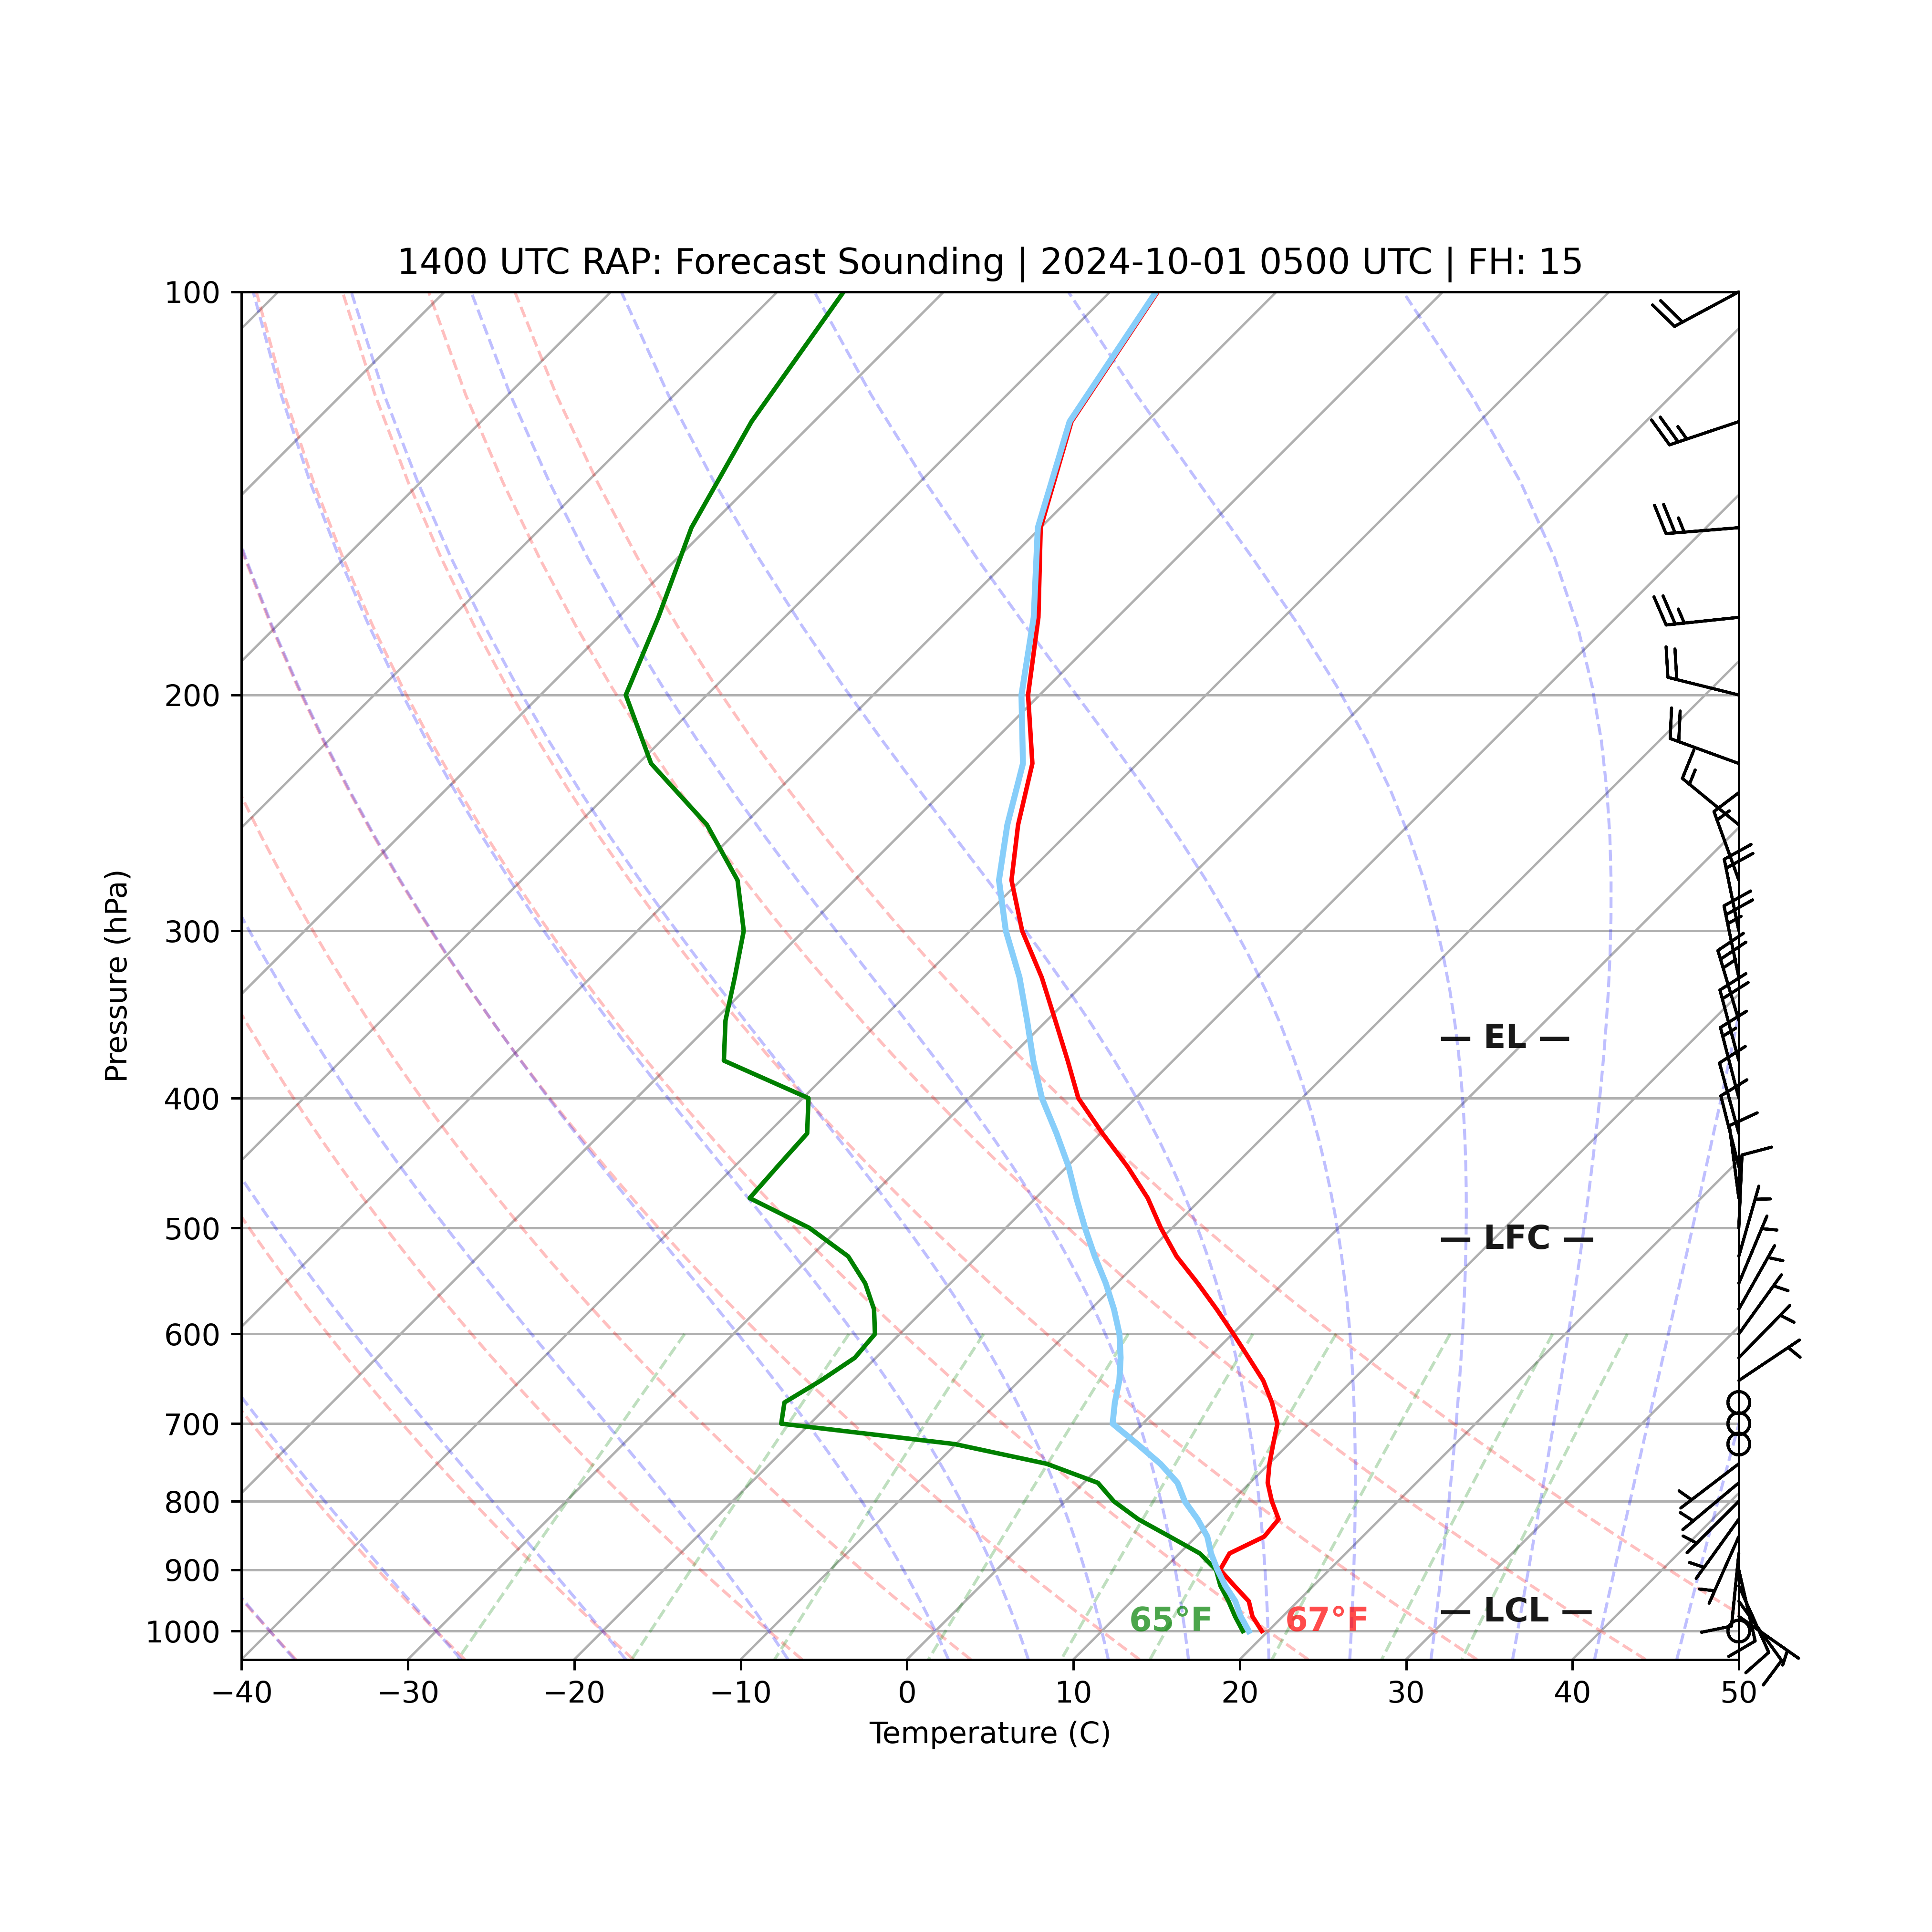 1400 UTC RAP: Forecast Sounding | 2024-10-01 0500 UTC | FH: 15
100
200
300
— EL —
400
500
— LFC —
600
700
800
900
65°F 67°F — LCL —
1000
−40 −30 −20 −10 0 10 20 30 40 50
Temperature (C)
Pressure (hPa)